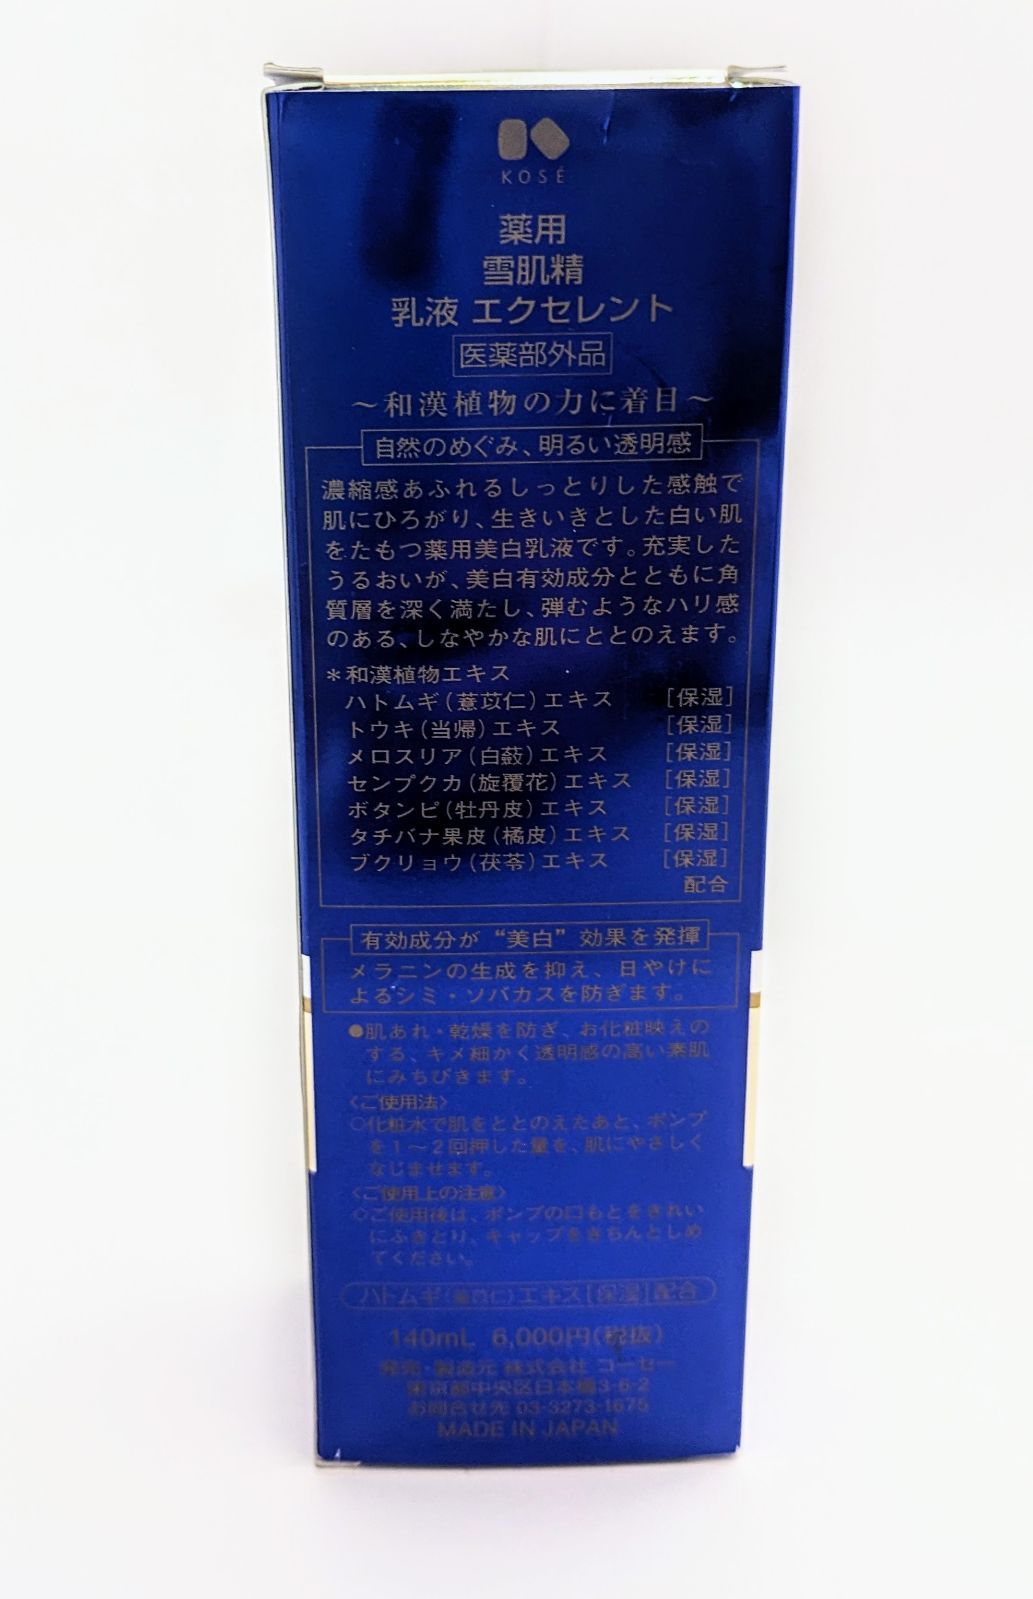 KOSÉ
薬用
雪肌精
乳液 エクセレント
医薬部外品
～和漢植物の力に着目～
自然のめぐみ、明るい透明感
濃縮感あふれるしっとりした感触で
肌にひろがり、生きいきとした白い肌
をたもつ薬用美白乳液です。充実した
うるおいが、美白有効成分とともに角
質層を深く満たし、弾むようなハリ感
のある、しなやかな肌にととのえます。
＊和漢植物エキス
ハトムギ（薏苡仁）エキス ［保湿］
トウキ（当帰）エキス ［保湿］
メロスリア（白蘞）エキス ［保湿］
センプクカ（旋覆花）エキス ［保湿］
ボタンピ（牡丹皮）エキス ［保湿］
タチバナ果皮（橘皮）エキス ［保湿］
ブクリョウ（茯苓）エキス ［保湿］
配合
有効成分が“美白”効果を発揮
メラニンの生成を抑え、日やけに
よるシミ・ソバカスを防ぎます。
●肌あれ・乾燥を防ぎ、お化粧映えの
する、キメ細かく透明感の高い素肌
にみちびきます。
〈ご使用法〉
○化粧水で肌をととのえたあと、ポンプ
を1～2回押した量を、肌にやさしく
なじませます。
〈ご使用上の注意〉
◇ご使用後は、ポンプの口もとをきれい
にふきとり、キャップをきちんとしめ
てください。
ハトムギ（薏苡仁）エキス［保湿］配合
140mL 6,000円（税抜）
発売・製造元 株式会社 コーセー
東京都中央区日本橋3-6-2
お問合せ先 03-3273-1675
MADE IN JAPAN